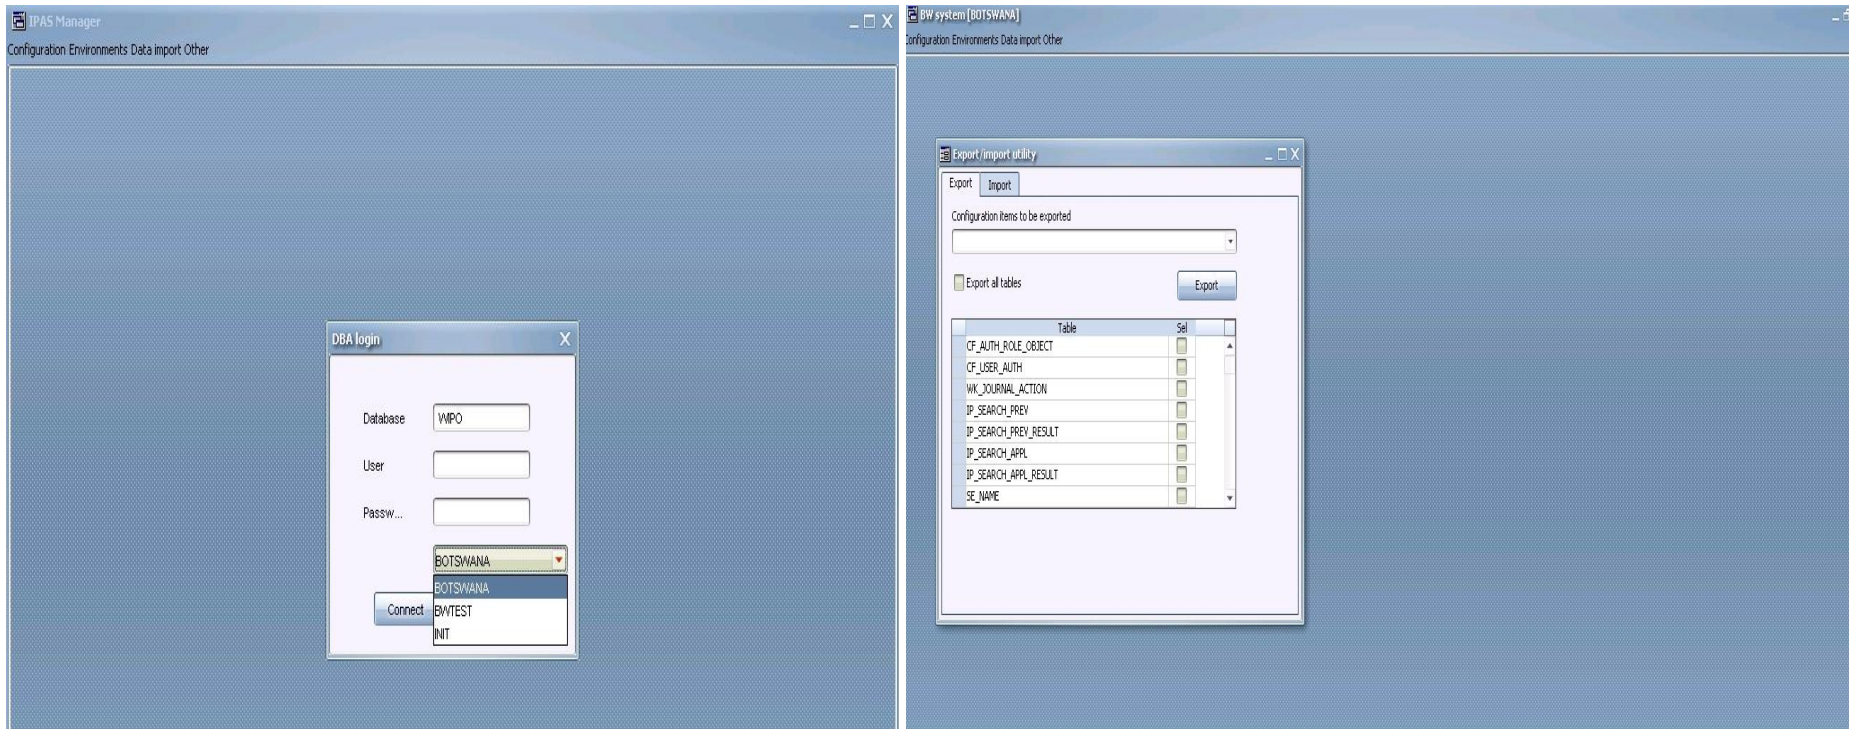 IPAS Manager
Configuration Environments Data import Other
DBA login
Database WIPO
User
Passw...
BOTSWANA
BOTSWANA
Connect
BWTEST
INIT
BW system [BOTSWANA]
Configuration Environments Data import Other
Export/import utility
Export Import
Configuration items to be exported
Export all tables
Export
Table Sel
CF_AUTH_ROLE_OBJECT
CF_USER_AUTH
WK_JOURNAL_ACTION
IP_SEARCH_PREV
IP_SEARCH_PREV_RESULT
IP_SEARCH_APPL
IP_SEARCH_APPL_RESULT
SE_NAME